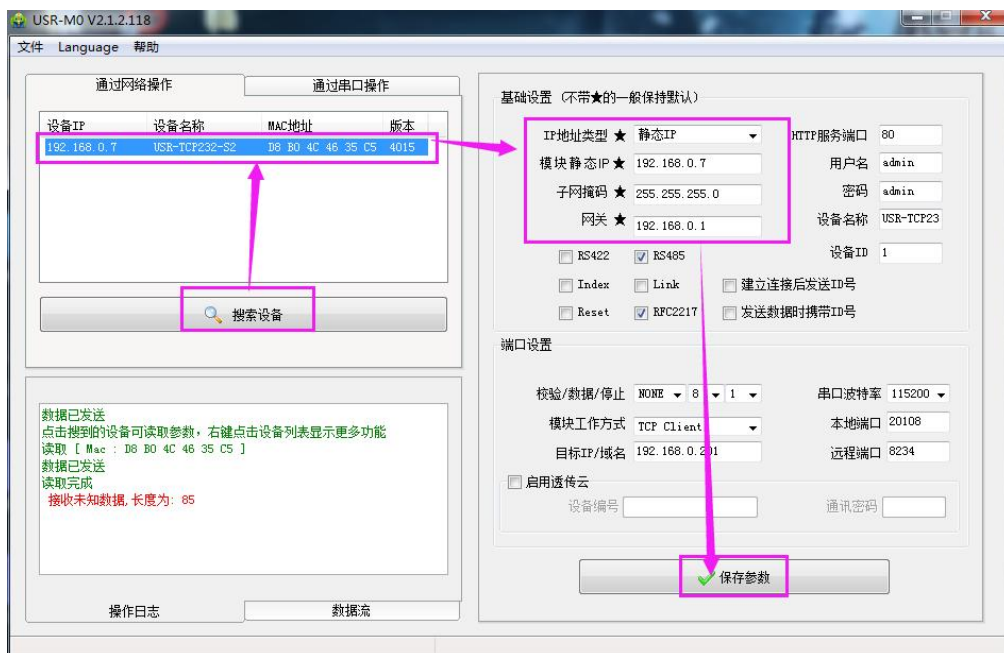 USR-M0 V2.1.2.118
文件 Language 帮助
通过网络操作 通过串口操作
设备IP 设备名称 MAC地址 版本
192.168.0.7 USR-TCP232-S2 D8 B0 4C 46 35 C5 4015
搜索设备
数据已发送
点击搜到的设备可读取参数，右键点击设备列表显示更多功能
读取 [ Mac : D8 B0 4C 46 35 C5 ]
数据已发送
读取完成
接收未知数据,长度为: 85
操作日志 数据流
基础设置 (不带★的一般保持默认)
IP地址类型 ★ 静态IP HTTP服务端口 80
模块静态IP ★ 192.168.0.7 用户名 admin
子网掩码 ★ 255.255.255.0 密码 admin
网关 ★ 192.168.0.1 设备名称 USR-TCP23
RS422 RS485 设备ID 1
Index Link 建立连接后发送ID号
Reset RFC2217 发送数据时携带ID号
端口设置
校验/数据/停止 NONE 8 1 串口波特率 115200
模块工作方式 TCP Client 本地端口 20108
目标IP/域名 192.168.0.201 远程端口 8234
启用透传云
设备编号 通讯密码
保存参数